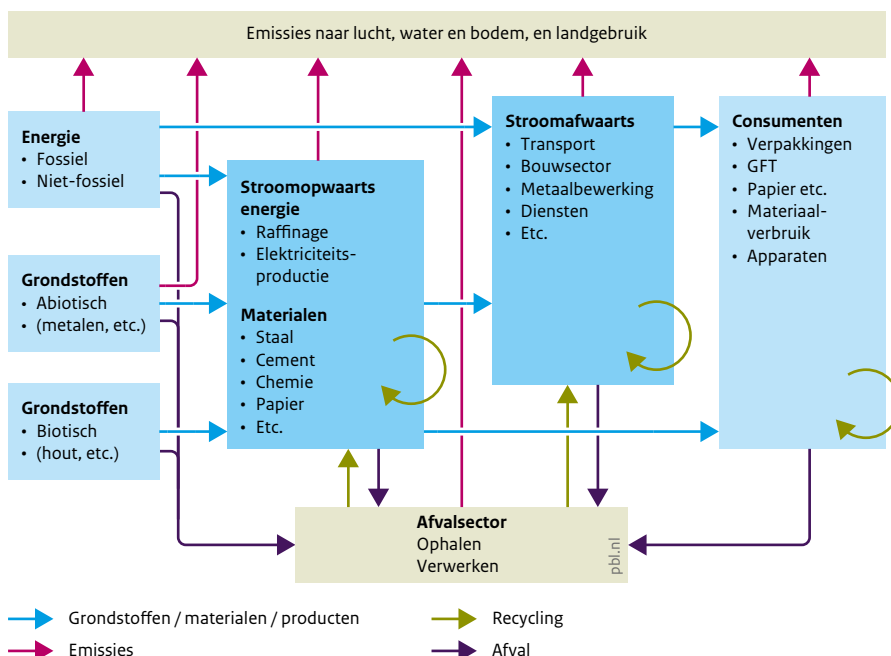 Emissies naar lucht, water en bodem, en landgebruik
Energie
• Fossiel
• Niet-fossiel
Grondstoffen
• Abiotisch
• (metalen, etc.)
Grondstoffen
• Biotisch
• (hout, etc.)
Stroomopwaarts
energie
• Raffinage
• Elektriciteits-
productie
Materialen
• Staal
• Cement
• Chemie
• Papier
• Etc.
Stroomafwaarts
• Transport
• Bouwsector
• Metaalbewerking
• Diensten
• Etc.
Consumenten
• Verpakkingen
• GFT
• Papier etc.
• Materiaal-
verbruik
• Apparaten
Afvalsector
Ophalen
Verwerken
pbl.nl
Grondstoffen / materialen / producten
Emissies
Recycling
Afval